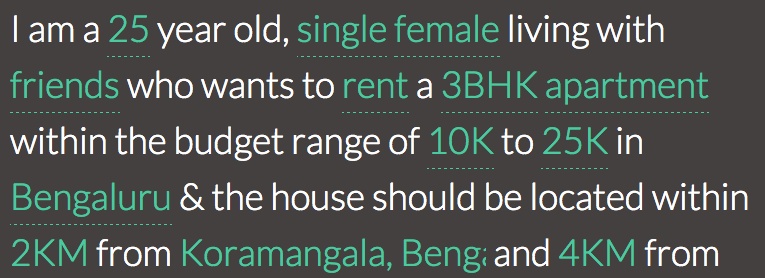 I am a 25 year old, single female living with
friends who wants to rent a 3BHK apartment
within the budget range of 10K to 25K in
Bengaluru & the house should be located within
2KM from Koramangala, Beng and 4KM from